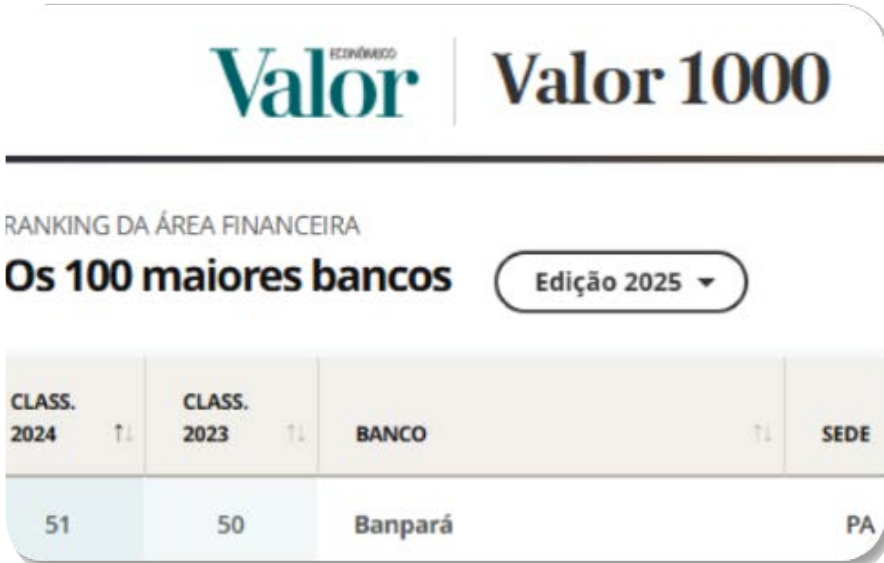 Valor ECONÔMICO
Valor 1000
RANKING DA ÁREA FINANCEIRA
Os 100 maiores bancos
Edição 2025
CLASS. 2024
CLASS. 2023
BANCO
SEDE
51
50
Banpará
PA